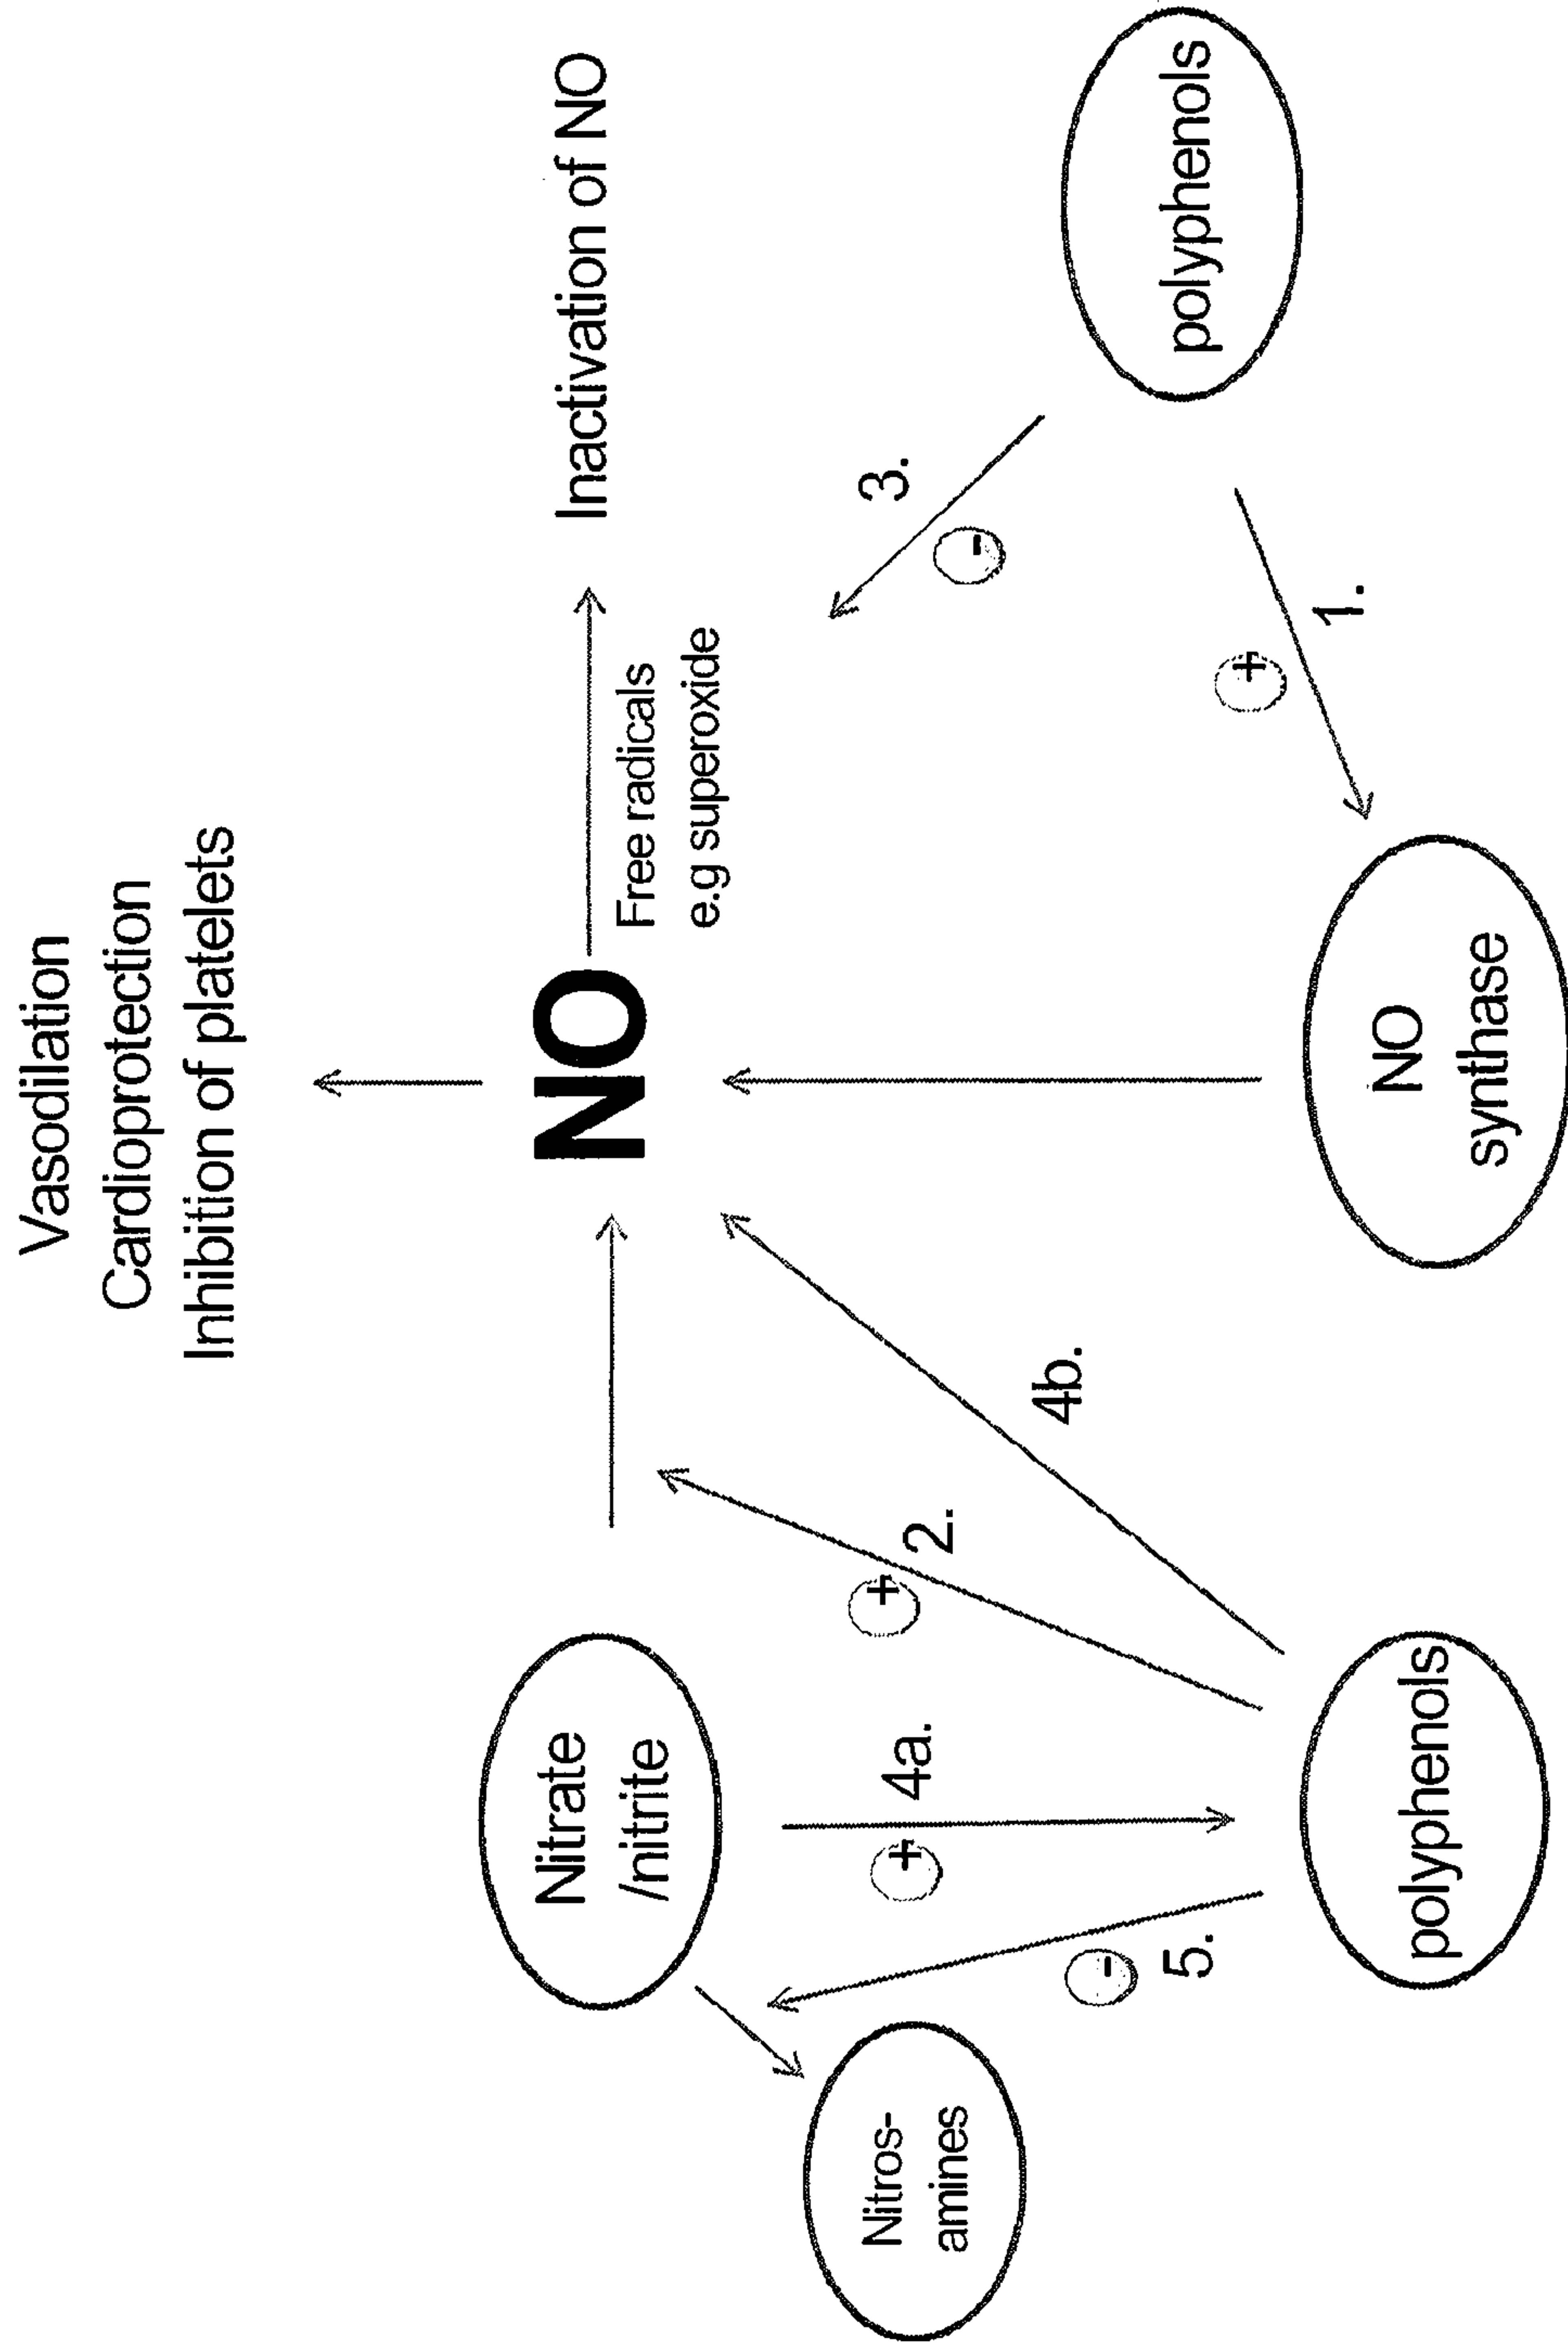 Vasodilation
Cardioprotection
Inhibition of platelets
Nitrate
/nitrite
NO
Inactivation of NO
Free radicals
e.g superoxide
Nitros-
amines
5.
-
+
4a.
+
2.
4b.
-
3.
+
1.
polyphenols
polyphenols
NO
synthase